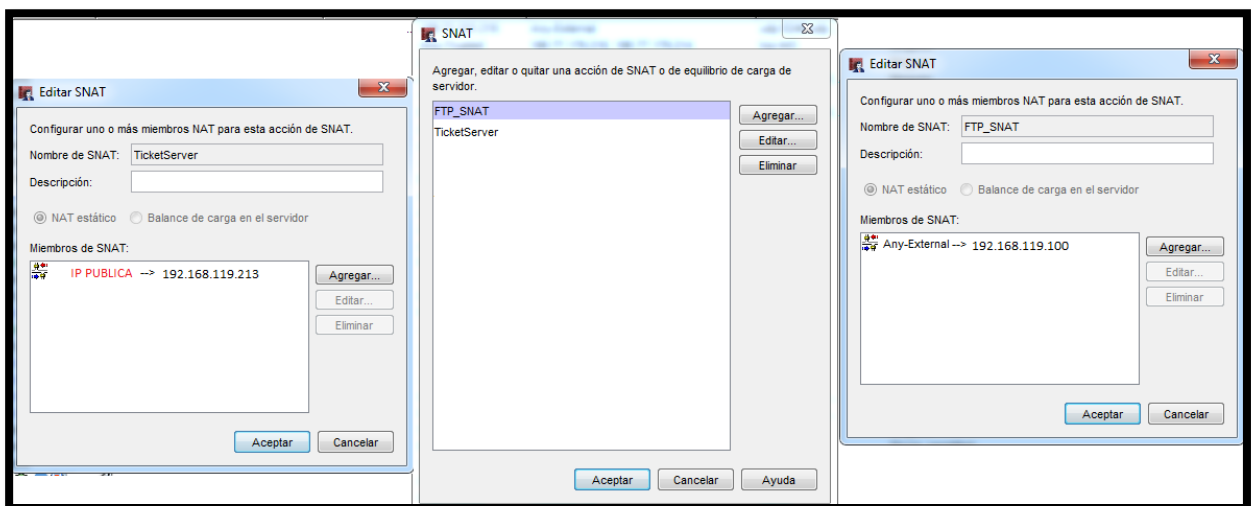 Editar SNAT
Configurar uno o más miembros NAT para esta acción de SNAT.
Nombre de SNAT: TicketServer
Descripción:
NAT estático Balance de carga en el servidor
Miembros de SNAT:
IP PUBLICA --> 192.168.119.213
Agregar...
Editar...
Eliminar
Aceptar Cancelar
SNAT
Agregar, editar o quitar una acción de SNAT o de equilibrio de carga de
servidor.
FTP_SNAT
TicketServer
Agregar...
Editar...
Eliminar
Aceptar Cancelar Ayuda
Editar SNAT
Configurar uno o más miembros NAT para esta acción de SNAT.
Nombre de SNAT: FTP_SNAT
Descripción:
NAT estático Balance de carga en el servidor
Miembros de SNAT:
Any-External --> 192.168.119.100
Agregar...
Editar...
Eliminar
Aceptar Cancelar